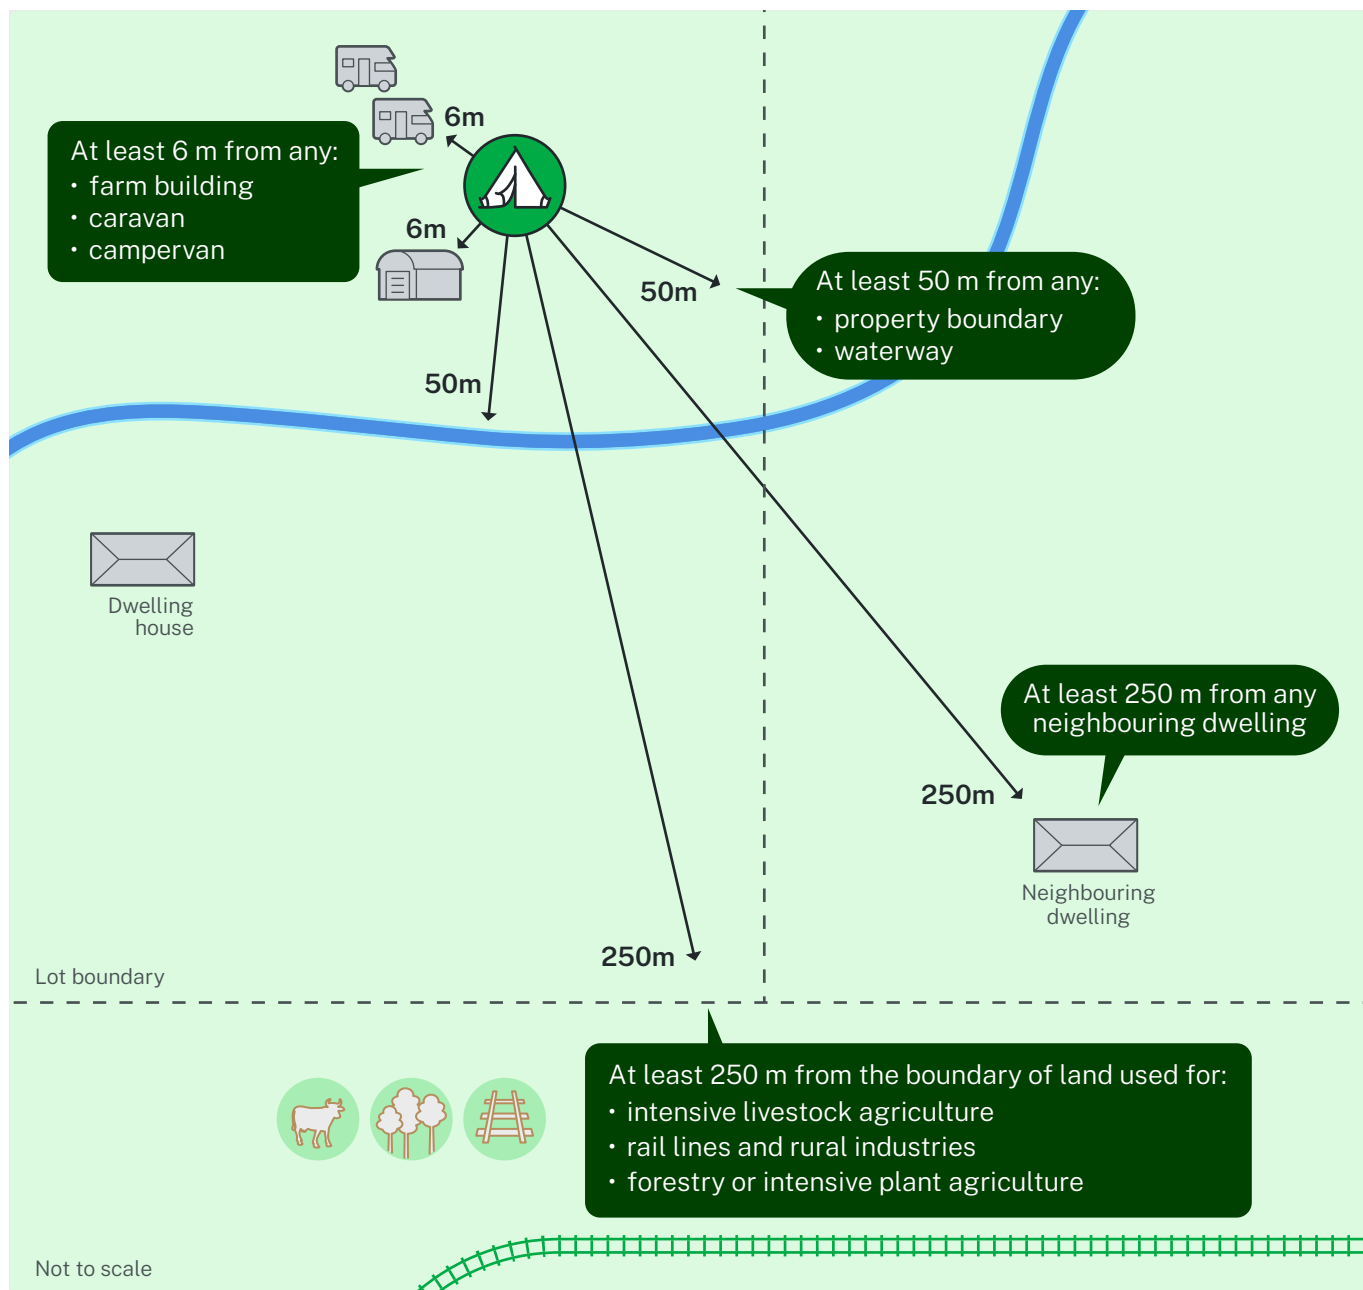 6m
At least 6 m from any:
• farm building
• caravan
• campervan
6m
50m
At least 50 m from any:
• property boundary
• waterway
50m
Dwelling
house
At least 250 m from any
neighbouring dwelling
250m
Neighbouring
dwelling
250m
Lot boundary
At least 250 m from the boundary of land used for:
• intensive livestock agriculture
• rail lines and rural industries
• forestry or intensive plant agriculture
Not to scale